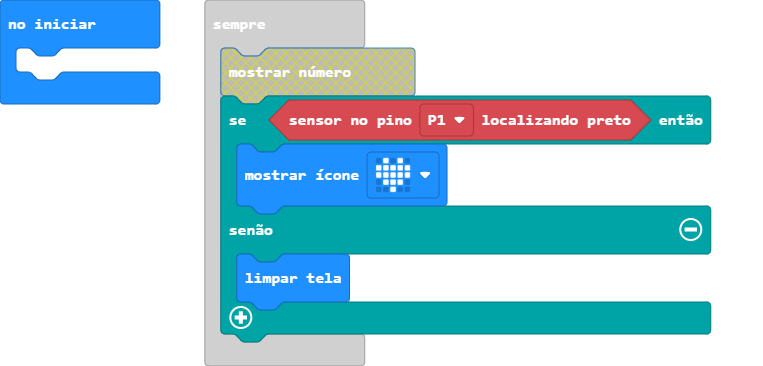 no iniciar
sempre
mostrar número
se sensor no pino P1 localizando preto então
mostrar ícone
senão
limpar tela